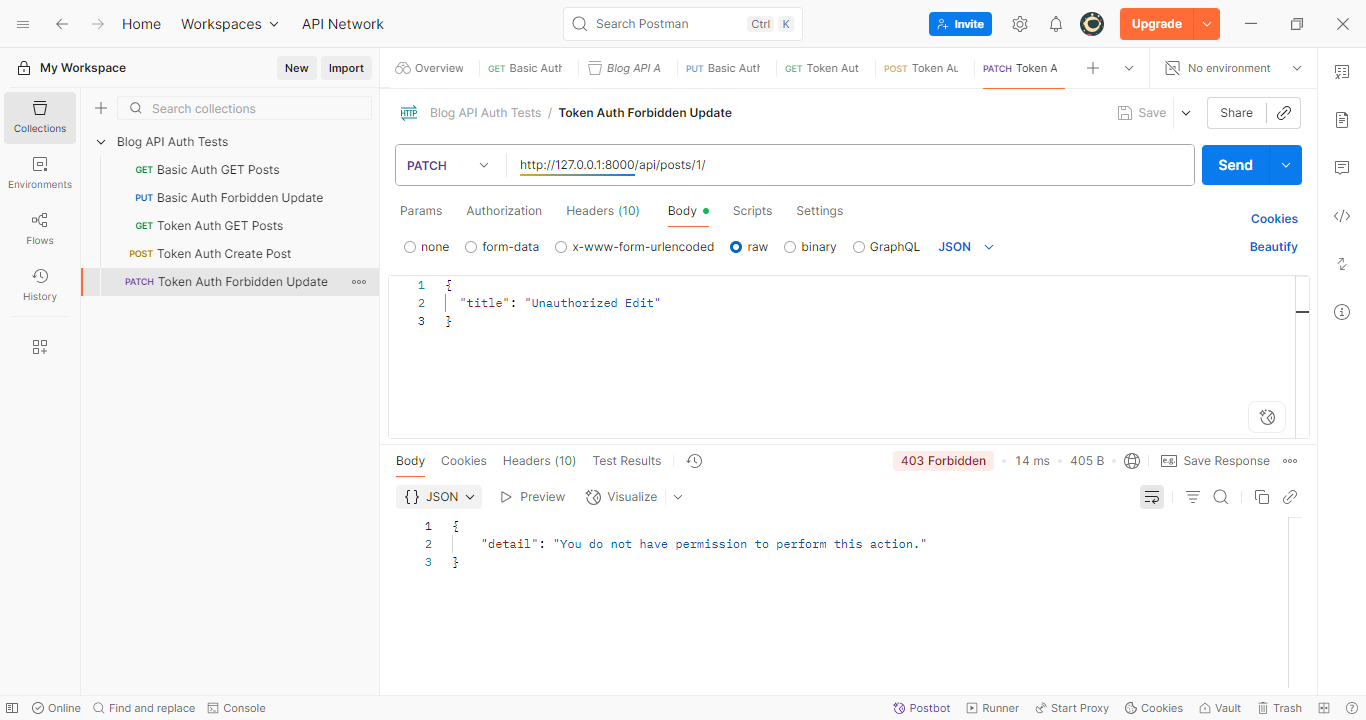 Home Workspaces API Network Search Postman Ctrl K Invite Upgrade
My Workspace New Import Overview GET Basic Auth Blog API A PUT Basic Auth GET Token Aut POST Token Au PATCH Token A No environment
Collections
Environments
Flows
History
Search collections
Blog API Auth Tests
GET Basic Auth GET Posts
PUT Basic Auth Forbidden Update
GET Token Auth GET Posts
POST Token Auth Create Post
PATCH Token Auth Forbidden Update
HTTP Blog API Auth Tests / Token Auth Forbidden Update Save Share
PATCH http://127.0.0.1:8000/api/posts/1/ Send
Params Authorization Headers (10) Body Scripts Settings Cookies
none form-data x-www-form-urlencoded raw binary GraphQL JSON Beautify
1 {
2 "title": "Unauthorized Edit"
3 }
Body Cookies Headers (10) Test Results 403 Forbidden 14 ms 405 B e.g. Save Response
{} JSON Preview Visualize
1 {
2 "detail": "You do not have permission to perform this action."
3 }
Online Find and replace Console Postbot Runner Start Proxy Cookies Vault Trash